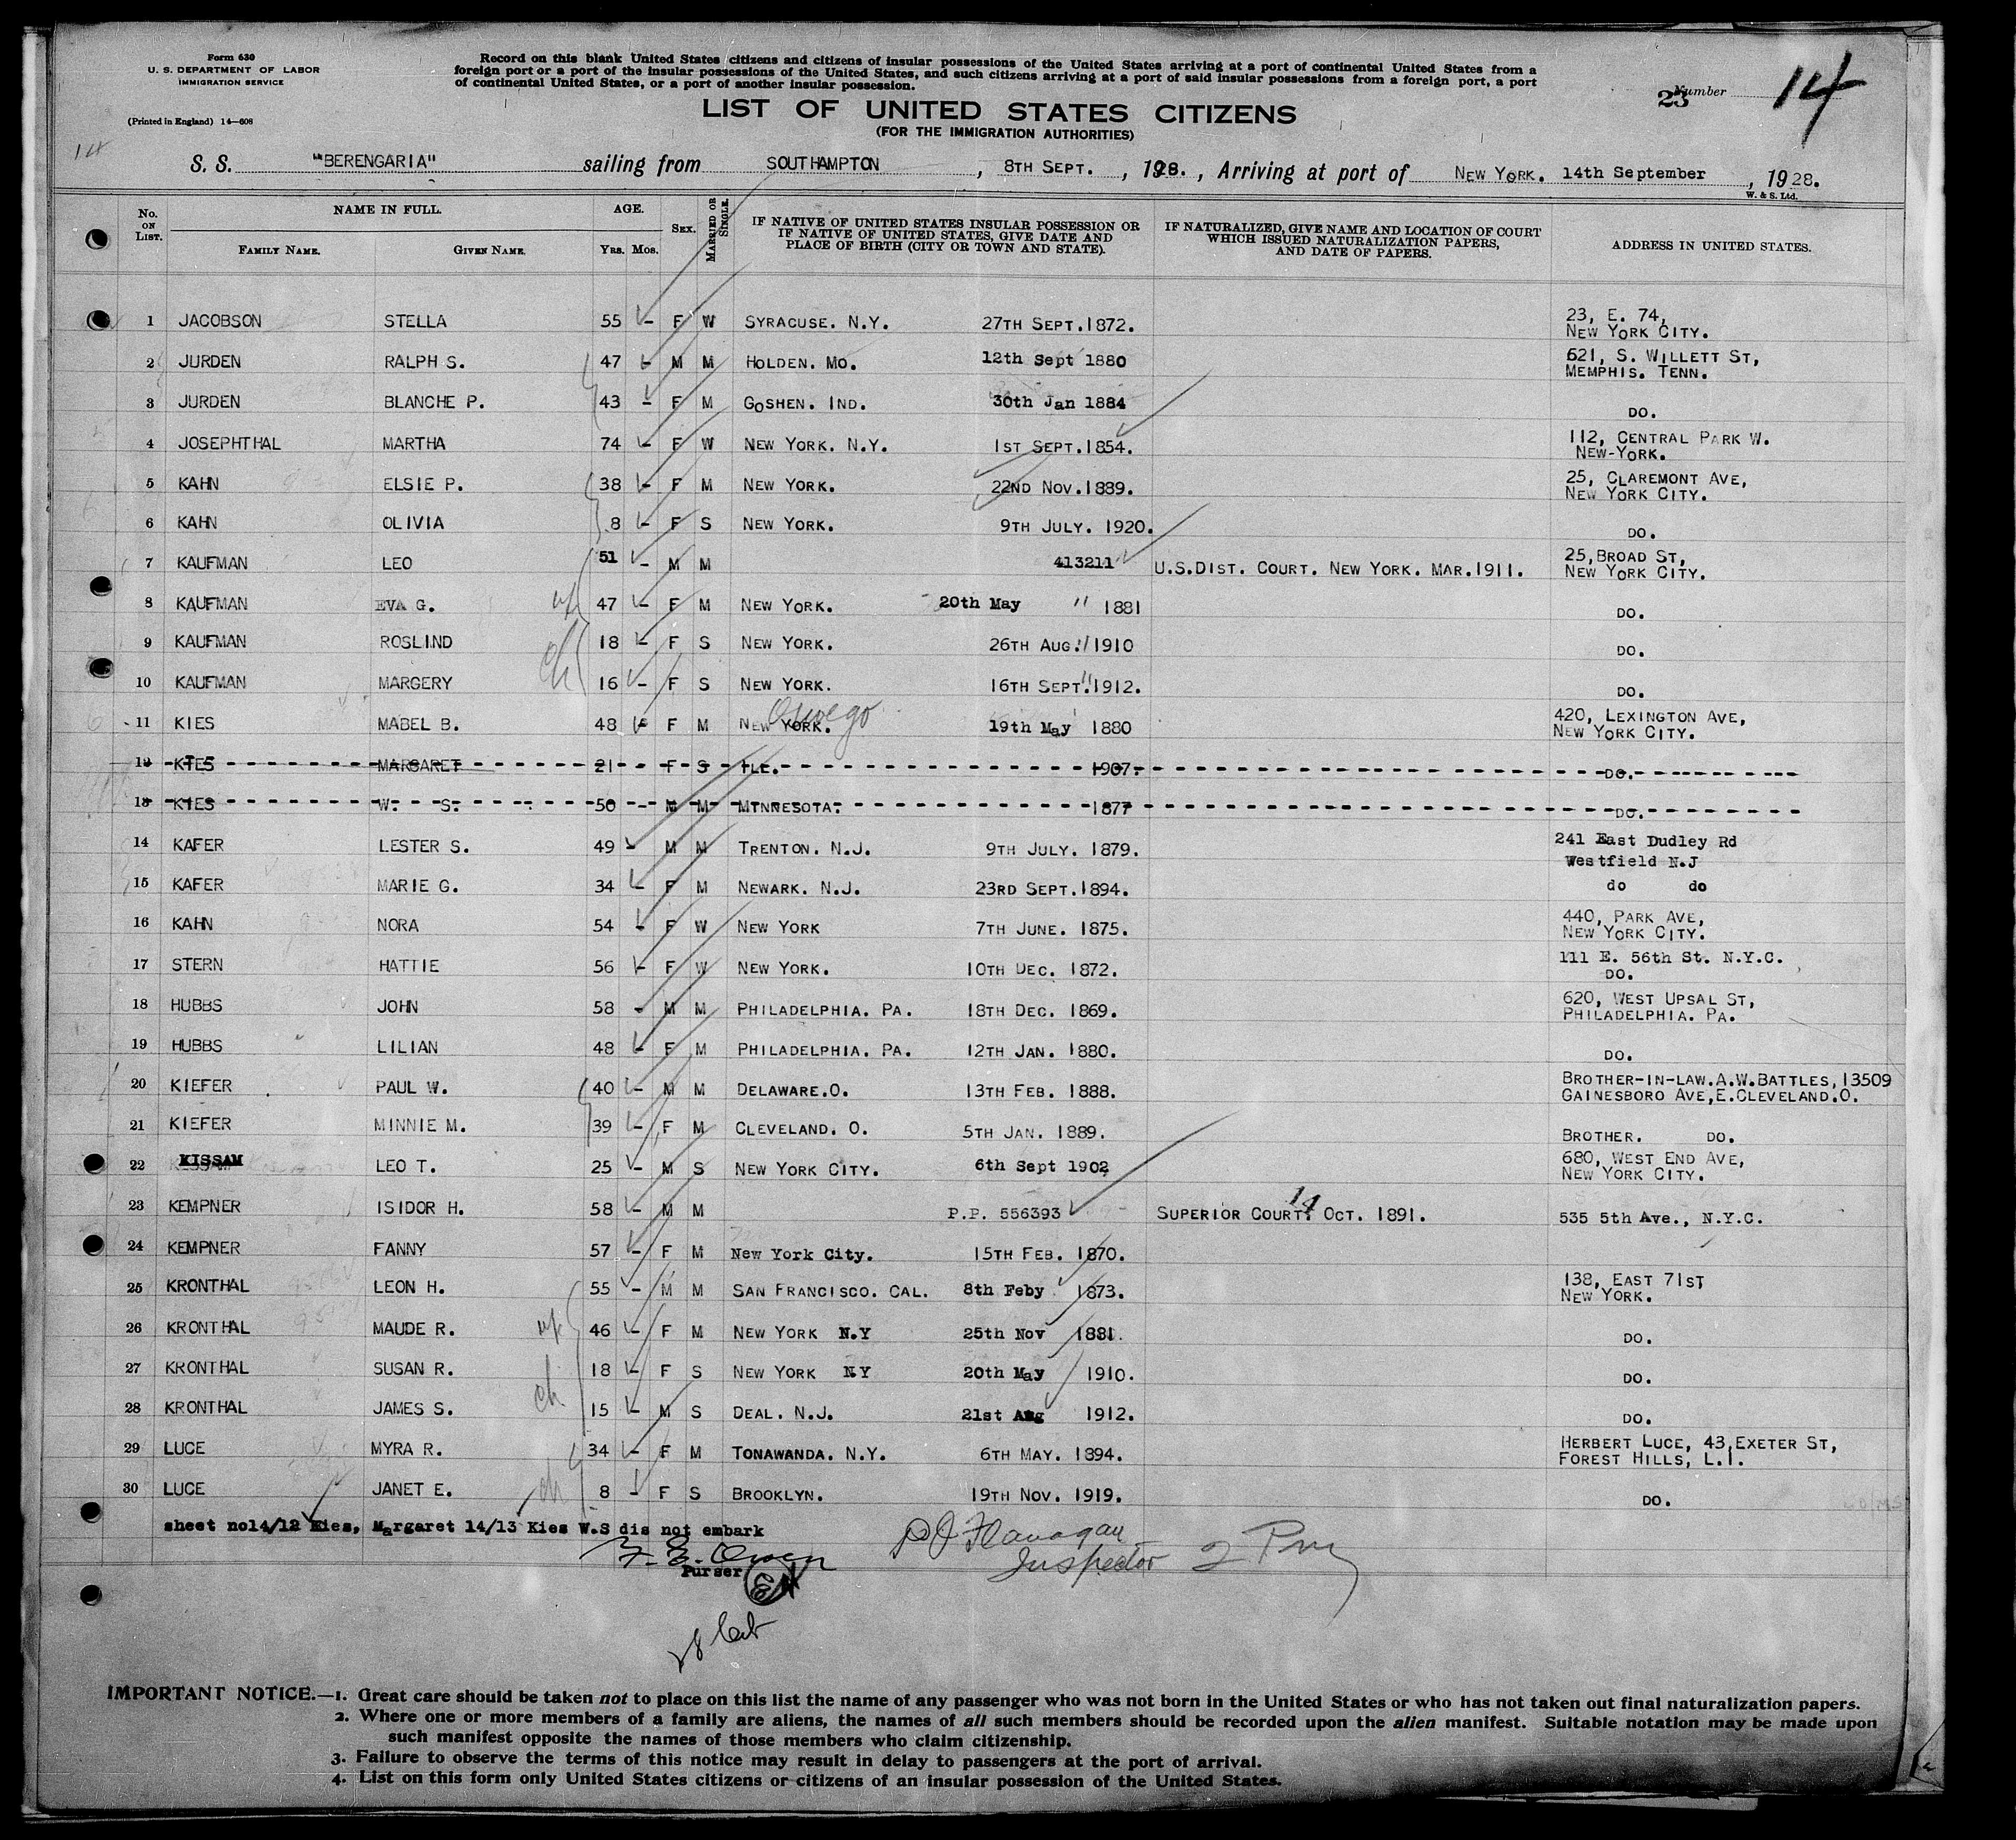 Form 630
U. S. DEPARTMENT OF LABOR
IMMIGRATION SERVICE
(Printed in England) 14—608
Record on this blank United States citizens and citizens of insular possessions of the United States arriving at a port of continental United States from a
foreign port or a port of the insular possessions of the United States, and such citizens arriving at a port of said insular possessions from a foreign port, a port
of continental United States, or a port of another insular possession.
Number 14
23
LIST OF UNITED STATES CITIZENS
(FOR THE IMMIGRATION AUTHORITIES)
14
S. S. "BERENGARIA" sailing from SOUTHAMPTON, 8TH SEPT., 1928., Arriving at port of NEW YORK. 14th September, 1928.
W. & S. Ltd.
No. ON LIST. NAME IN FULL. AGE. SEX. MARRIED OR SINGLE. IF NATIVE OF UNITED STATES INSULAR POSSESSION OR IF NATIVE OF UNITED STATES, GIVE DATE AND PLACE OF BIRTH (CITY OR TOWN AND STATE). IF NATURALIZED, GIVE NAME AND LOCATION OF COURT WHICH ISSUED NATURALIZATION PAPERS, AND DATE OF PAPERS. ADDRESS IN UNITED STATES.
FAMILY NAME. GIVEN NAME. YRS. MOS.
1 JACOBSON STELLA 55 - F W SYRACUSE. N.Y. 27TH SEPT.1872. 23, E. 74, NEW YORK CITY.
2 JURDEN RALPH S. 47 - M M HOLDEN. MO. 12th Sept 1880 621, S. WILLETT ST, MEMPHIS. TENN.
3 JURDEN BLANCHE P. 43 - F M GOSHEN. IND. 30th Jan 1884 DO.
4 JOSEPHTHAL MARTHA 74 - F W NEW YORK. N.Y. 1ST SEPT.1854. 112, CENTRAL PARK W. NEW-YORK.
5 KAHN ELSIE P. 38 - F M NEW YORK. 22ND NOV.1889. 25, CLAREMONT AVE, NEW YORK CITY.
6 KAHN OLIVIA 8 - F S NEW YORK. 9TH JULY. 1920. DO.
7 KAUFMAN LEO 51 - M M 413211 U.S.DIST. COURT. NEW YORK. MAR.1911. 25,BROAD ST, NEW YORK CITY.
8 KAUFMAN EVA G. wf 47 - F M NEW YORK. 20th May " 1881 DO.
9 KAUFMAN ROSLIND ch 18 - F S NEW YORK. 26TH AUG." 1910 DO.
10 KAUFMAN MARGERY 16 - F S NEW YORK. 16TH SEPT."1912. DO.
11 KIES MABEL B. 48 - F M NEW YORK. Oswego 19th May 1880 420, LEXINGTON AVE, NEW YORK CITY.
12 KIES MARGARET 21 - F S ILE. 1907. DO.
13 KIES W. S. 50 - M M MINNESOTA. 1877 DO.
14 KAFER LESTER S. 49 - M M TRENTON. N.J. 9TH JULY. 1879. 241 East Dudley Rd Westfield N.J
15 KAFER MARIE G. 34 - F M NEWARK. N.J. 23RD SEPT.1894. do do
16 KAHN NORA 54 - F W NEW YORK 7TH JUNE. 1875. 440, PARK AVE, NEW YORK CITY.
17 STERN HATTIE 56 - F W NEW YORK. 10TH DEC. 1872. 111 E. 56th St. N.Y.C. DO.
18 HUBBS JOHN 58 - M M PHILADELPHIA. PA. 18TH DEC. 1869. 620, WEST UPSAL ST, PHILADELPHIA. PA.
19 HUBBS LILIAN 48 - F M PHILADELPHIA. PA. 12TH JAN. 1880. DO.
20 KIEFER PAUL W. 40 - M M DELAWARE.O. 13TH FEB. 1888. BROTHER-IN-LAW.A.W.BATTLES,13509 GAINESBORO AVE,E.CLEVELAND.O.
21 KIEFER MINNIE M. 39 - F M CLEVELAND. O. 5TH JAN. 1889. BROTHER. DO.
22 KISSAM LEO T. 25 - M S NEW YORK CITY. 6th Sept 1902 680, WEST END AVE, NEW YORK CITY.
23 KEMPNER ISIDOR H. 58 - M M P.P. 556393 SUPERIOR COURT. 14 OCT. 1891. 535 5th Ave., N.Y.C.
24 KEMPNER FANNY 57 - F M New York City. 15TH FEB. 1870.
25 KRONTHAL LEON H. 55 - M M SAN FRANCISCO. CAL. 8th Feby 1873. 138, EAST 71ST, NEW YORK.
26 KRONTHAL MAUDE R. wf 46 - F M NEW YORK N.Y 25th Nov 1881. DO.
27 KRONTHAL SUSAN R. 18 - F S NEW YORK NY 20th May 1910. DO.
28 KRONTHAL JAMES S. ch 15 - M S DEAL. N.J. 21st Aug 1912. DO.
29 LUCE MYRA R. 34 - F M TONAWANDA. N.Y. 6TH MAY. 1894. HERBERT LUCE, 43,EXETER ST, FOREST HILLS, L.I.
30 LUCE JANET E. ch 8 - F S BROOKLYN. 19TH NOV. 1919. DO.
sheet no14/12 Kies, Margaret 14/13 Kies W.S dis not embark
Purser
Flanagan
Inspector
IMPORTANT NOTICE.—1. Great care should be taken not to place on this list the name of any passenger who was not born in the United States or who has not taken out final naturalization papers.
2. Where one or more members of a family are aliens, the names of all such members should be recorded upon the alien manifest. Suitable notation may be made upon
such manifest opposite the names of those members who claim citizenship.
3. Failure to observe the terms of this notice may result in delay to passengers at the port of arrival.
4. List on this form only United States citizens or citizens of an insular possession of the United States.